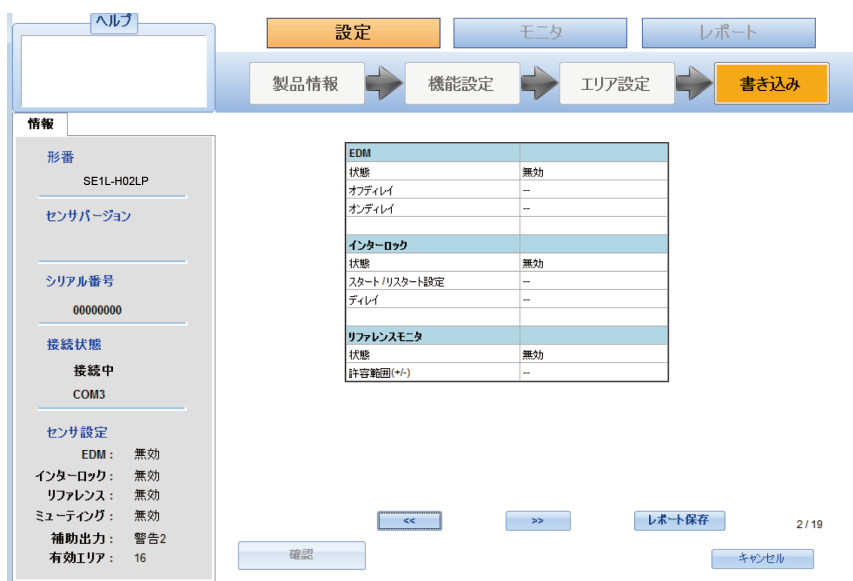 ヘルプ
設定
モニタ
レポート
製品情報
機能設定
エリア設定
書き込み
情報
形番
SE1L-H02LP
センサバージョン
シリアル番号
00000000
接続状態
接続中
COM3
センサ設定
EDM : 無効
インターロック : 無効
リファレンス : 無効
ミューティング : 無効
補助出力 : 警告2
有効エリア : 16
EDM
状態 無効
オフディレイ --
オンディレイ --
インターロック
状態 無効
スタート/リスタート設定 --
ディレイ --
リファレンスモニタ
状態 無効
許容範囲(+/-) --
<<
>>
レポート保存
2 / 19
確認
キャンセル